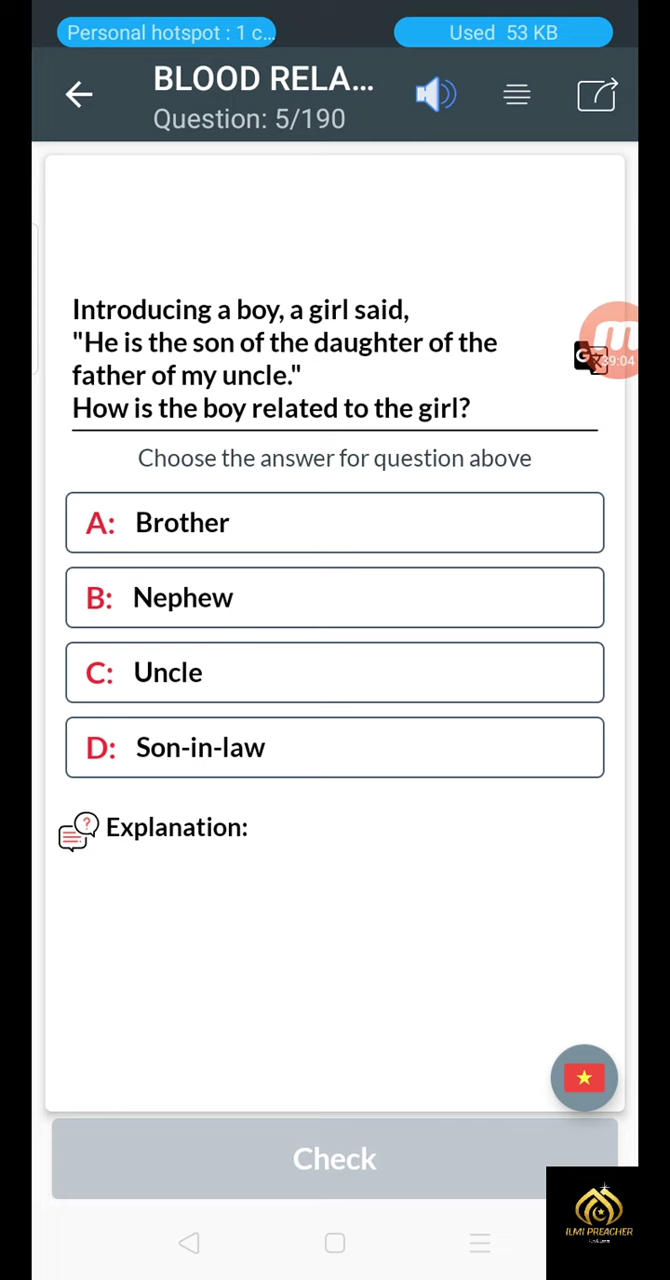 Personal hotspot : 1 c...
Used 53 KB
BLOOD RELA...
Question: 5/190
Introducing a boy, a girl said,
"He is the son of the daughter of the
father of my uncle."
How is the boy related to the girl?
39:04
Choose the answer for question above
A: Brother
B: Nephew
C: Uncle
D: Son-in-law
Explanation:
Check
ILMI PREACHER